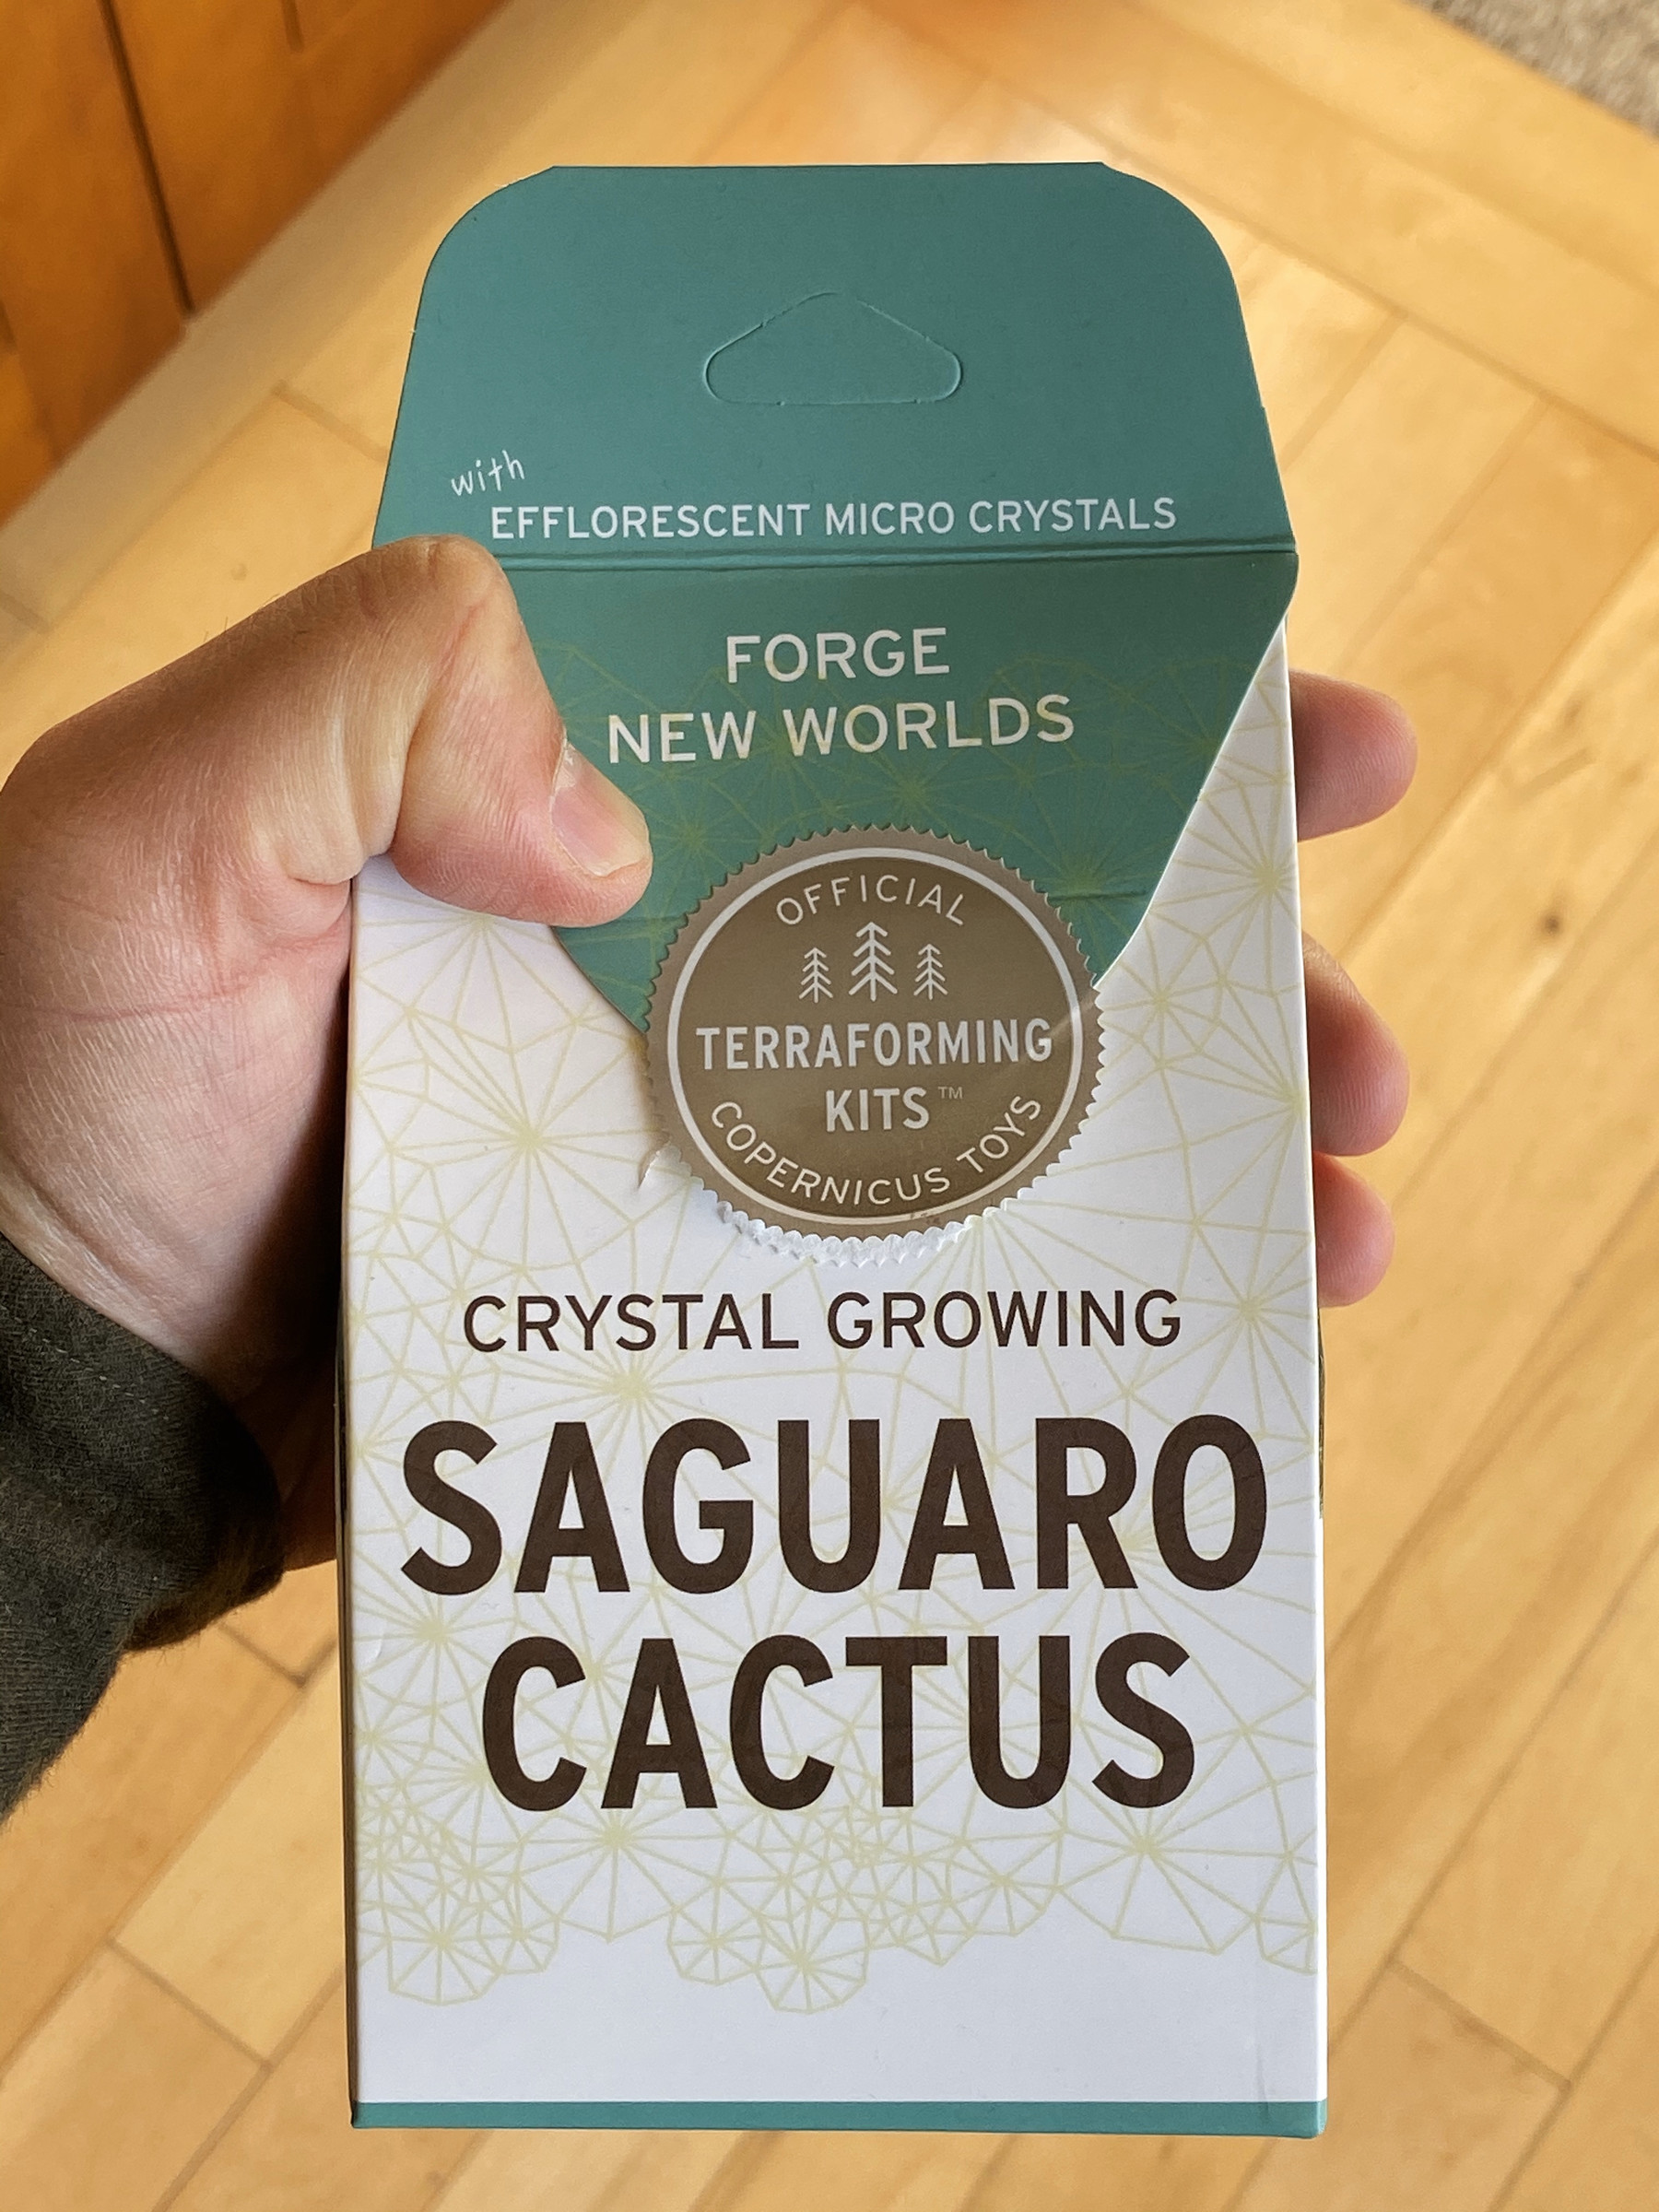 with
EFFLORESCENT MICRO CRYSTALS
FORGE
NEW WORLDS
OFFICIAL
TERRAFORMING
KITS™
COPERNICUS TOYS
CRYSTAL GROWING
SAGUARO
CACTUS